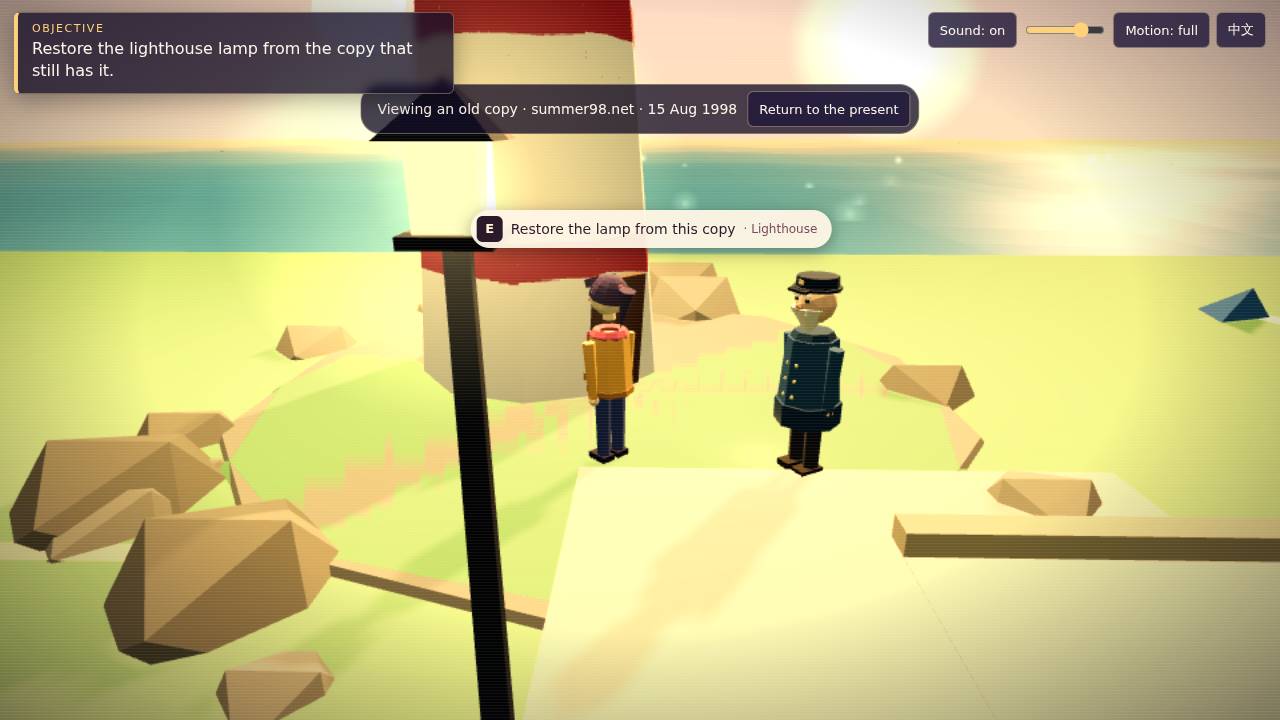 OBJECTIVE
Restore the lighthouse lamp from the copy that
still has it.
Sound: on
Motion: full
中文
Viewing an old copy · summer98.net · 15 Aug 1998
Return to the present
E Restore the lamp from this copy · Lighthouse